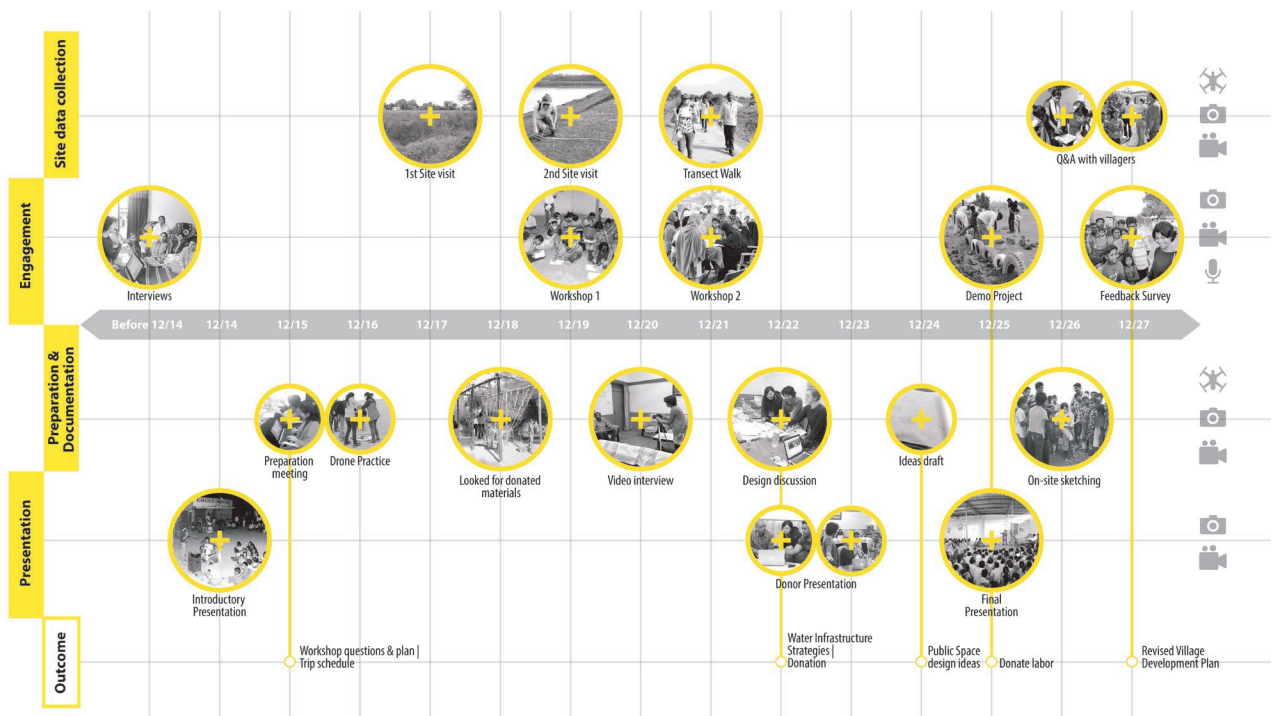 Site data collection
1st Site visit
2nd Site visit
Transect Walk
Q&A with villagers
Engagement
Interviews
Workshop 1
Workshop 2
Demo Project
Feedback Survey
Before 12/14
12/14
12/15
12/16
12/17
12/18
12/19
12/20
12/21
12/22
12/23
12/24
12/25
12/26
12/27
Preparation &
Documentation
Preparation
meeting
Drone Practice
Looked for donated
materials
Video interview
Design discussion
Ideas draft
On-site sketching
Presentation
Introductory
Presentation
Donor Presentation
Final
Presentation
Outcome
Workshop questions & plan |
Trip schedule
Water Infrastructure
Strategies |
Donation
Public Space
design ideas
Donate labor
Revised Village
Development Plan